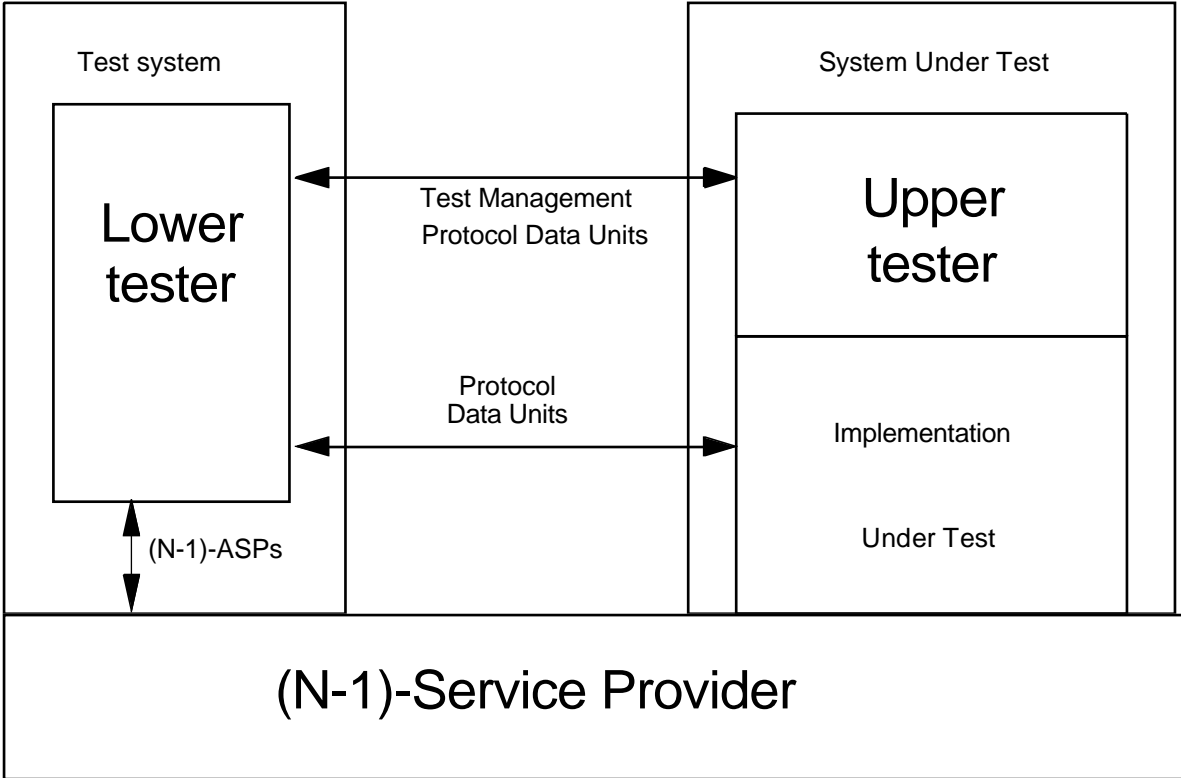 Test system
System Under Test
Lower
tester
Test Management
Protocol Data Units
Upper
tester
Protocol
Data Units
Implementation
Under Test
(N-1)-ASPs
(N-1)-Service Provider